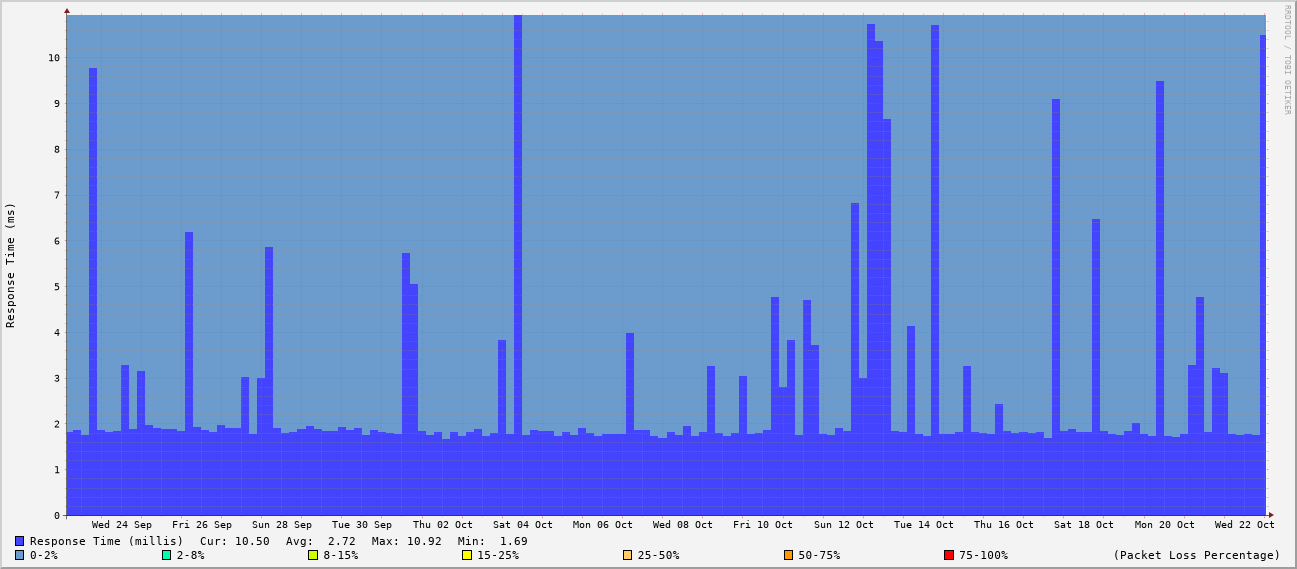 RRDTOOL / TOBI OETIKER
Response Time (ms)
10
9
8
7
6
5
4
3
2
1
0
Wed 24 Sep Fri 26 Sep Sun 28 Sep Tue 30 Sep Thu 02 Oct Sat 04 Oct Mon 06 Oct Wed 08 Oct Fri 10 Oct Sun 12 Oct Tue 14 Oct Thu 16 Oct Sat 18 Oct Mon 20 Oct Wed 22 Oct
Response Time (millis) Cur: 10.50 Avg: 2.72 Max: 10.92 Min: 1.69
0-2% 2-8% 8-15% 15-25% 25-50% 50-75% 75-100% (Packet Loss Percentage)